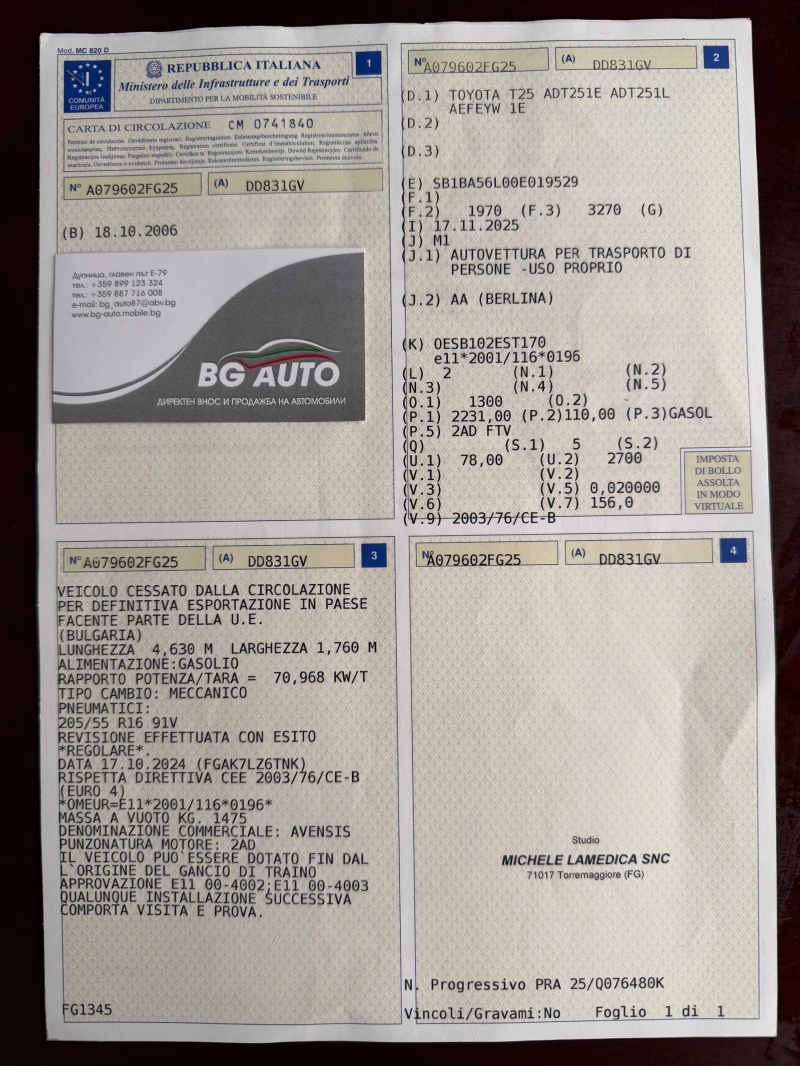 Mod. MC 820 D
I
COMUNITÀ
EUROPEA
REPUBBLICA ITALIANA
Ministero delle Infrastrutture e dei Trasporti
DIPARTIMENTO PER LA MOBILITÀ SOSTENIBILE
1
CARTA DI CIRCOLAZIONE CM 0741840
N° A079602FG25 (A) DD831GV
(B) 18.10.2006
Дупница, главен път Е-79
тел.: +359 899 123 324
тел.: +359 887 716 008
e-mail: bg_auto87@abv.bg
www.bg-auto.mobile.bg
BG AUTO
ДИРЕКТЕН ВНОС И ПРОДАЖБА НА АВТОМОБИЛИ
N° A079602FG25 (A) DD831GV 2
(D.1) TOYOTA T25 ADT251E ADT251L
AEFEYW 1E
(D.2)
(D.3)
(E) SB1BA56L00E019529
(F.1)
(F.2) 1970 (F.3) 3270 (G)
(I) 17.11.2025
(J) M1
(J.1) AUTOVETTURA PER TRASPORTO DI
PERSONE -USO PROPRIO
(J.2) AA (BERLINA)
(K) OESB102EST170
e11*2001/116*0196
(L) 2 (N.1) (N.2)
(N.3) (N.4) (N.5)
(O.1) 1300 (O.2)
(P.1) 2231,00 (P.2)110,00 (P.3)GASOL
(P.5) 2AD FTV
(Q) (S.1) 5 (S.2)
(U.1) 78,00 (U.2) 2700
(V.1) (V.2)
(V.3) (V.5) 0,020000
(V.6) (V.7) 156,0
(V.9) 2003/76/CE-B
IMPOSTA
DI BOLLO
ASSOLTA
IN MODO
VIRTUALE
N° A079602FG25 (A) DD831GV 3
VEICOLO CESSATO DALLA CIRCOLAZIONE
PER DEFINITIVA ESPORTAZIONE IN PAESE
FACENTE PARTE DELLA U.E.
(BULGARIA)
LUNGHEZZA 4,630 M LARGHEZZA 1,760 M
ALIMENTAZIONE:GASOLIO
RAPPORTO POTENZA/TARA = 70,968 KW/T
TIPO CAMBIO: MECCANICO
PNEUMATICI:
205/55 R16 91V
REVISIONE EFFETTUATA CON ESITO
*REGOLARE*.
DATA 17.10.2024 (FGAK7LZ6TNK)
RISPETTA DIRETTIVA CEE 2003/76/CE-B
(EURO 4)
*OMEUR=E11*2001/116*0196*
MASSA A VUOTO KG. 1475
DENOMINAZIONE COMMERCIALE: AVENSIS
PUNZONATURA MOTORE: 2AD
IL VEICOLO PUO`ESSERE DOTATO FIN DAL
L`ORIGINE DEL GANCIO DI TRAINO
APPROVAZIONE E11 00-4002;E11 00-4003
QUALUNQUE INSTALLAZIONE SUCCESSIVA
COMPORTA VISITA E PROVA.
FG1345
N° A079602FG25 (A) DD831GV 4
Studio
MICHELE LAMEDICA SNC
71017 Torremaggiore (FG)
N. Progressivo PRA 25/Q076480K
Vincoli/Gravami:No Foglio 1 di 1